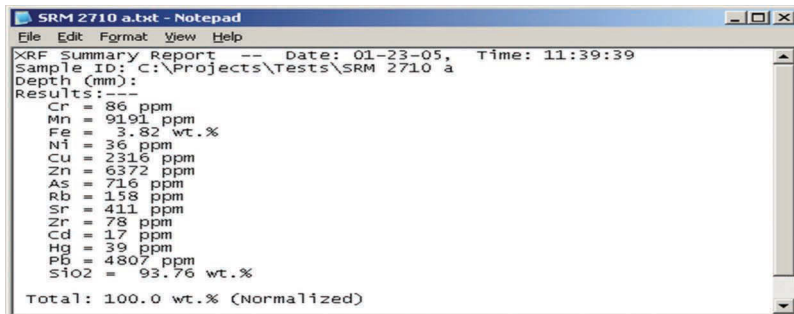 SRM 2710 a.txt - Notepad
File Edit Format View Help
XRF Summary Report -- Date: 01-23-05, Time: 11:39:39
Sample ID: C:\Projects\Tests\SRM 2710 a
Depth (mm):
Results:---
Cr = 86 ppm
Mn = 9191 ppm
Fe = 3.82 wt.%
Ni = 36 ppm
Cu = 2316 ppm
Zn = 6372 ppm
As = 716 ppm
Rb = 158 ppm
Sr = 411 ppm
Zr = 78 ppm
Cd = 17 ppm
Hg = 39 ppm
Pb = 4807 ppm
SiO2 = 93.76 wt.%
Total: 100.0 wt.% (Normalized)